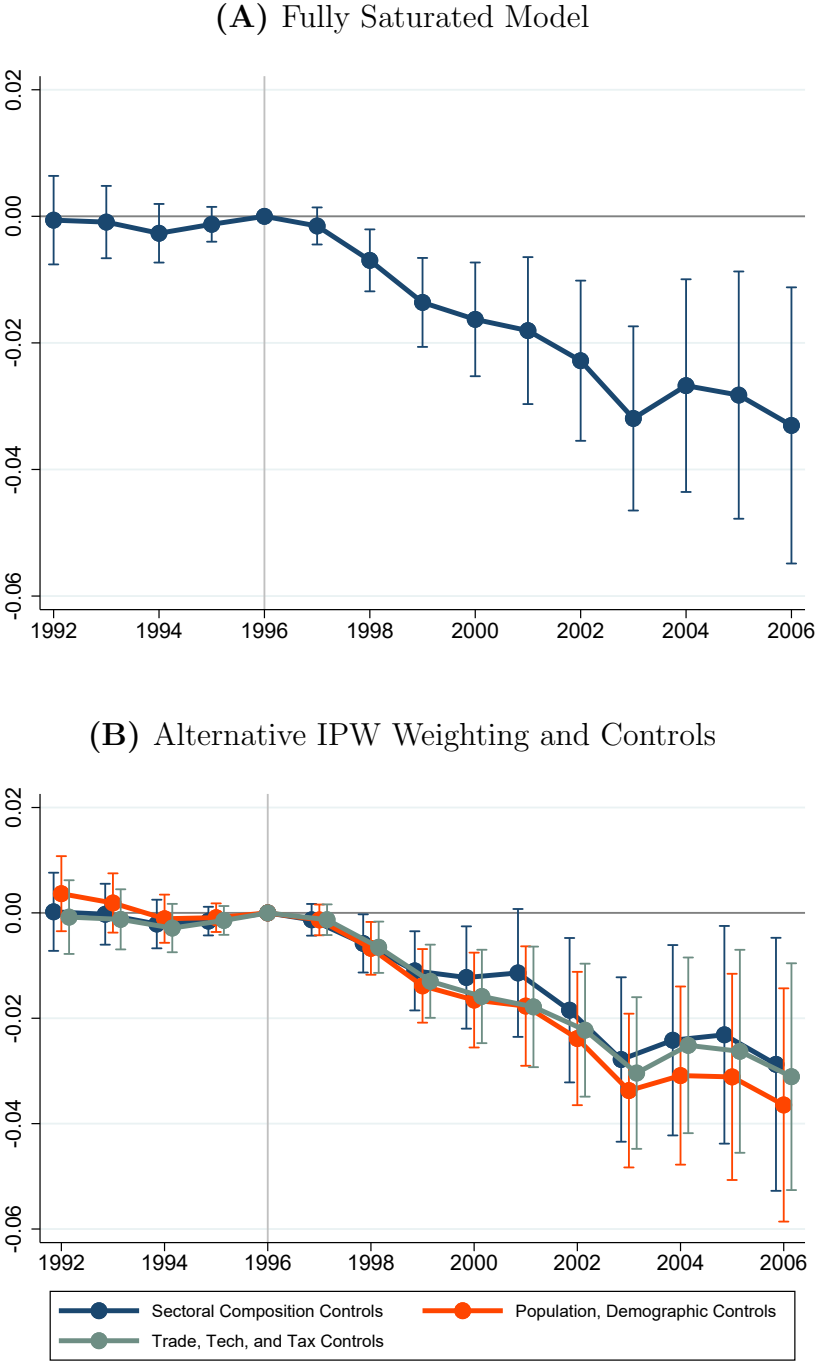 (A) Fully Saturated Model
0.02
0.00
-0.02
-0.04
-0.06
1992 1994 1996 1998 2000 2002 2004 2006
(B) Alternative IPW Weighting and Controls
0.02
0.00
-0.02
-0.04
-0.06
1992 1994 1996 1998 2000 2002 2004 2006
Sectoral Composition Controls Population, Demographic Controls
Trade, Tech, and Tax Controls